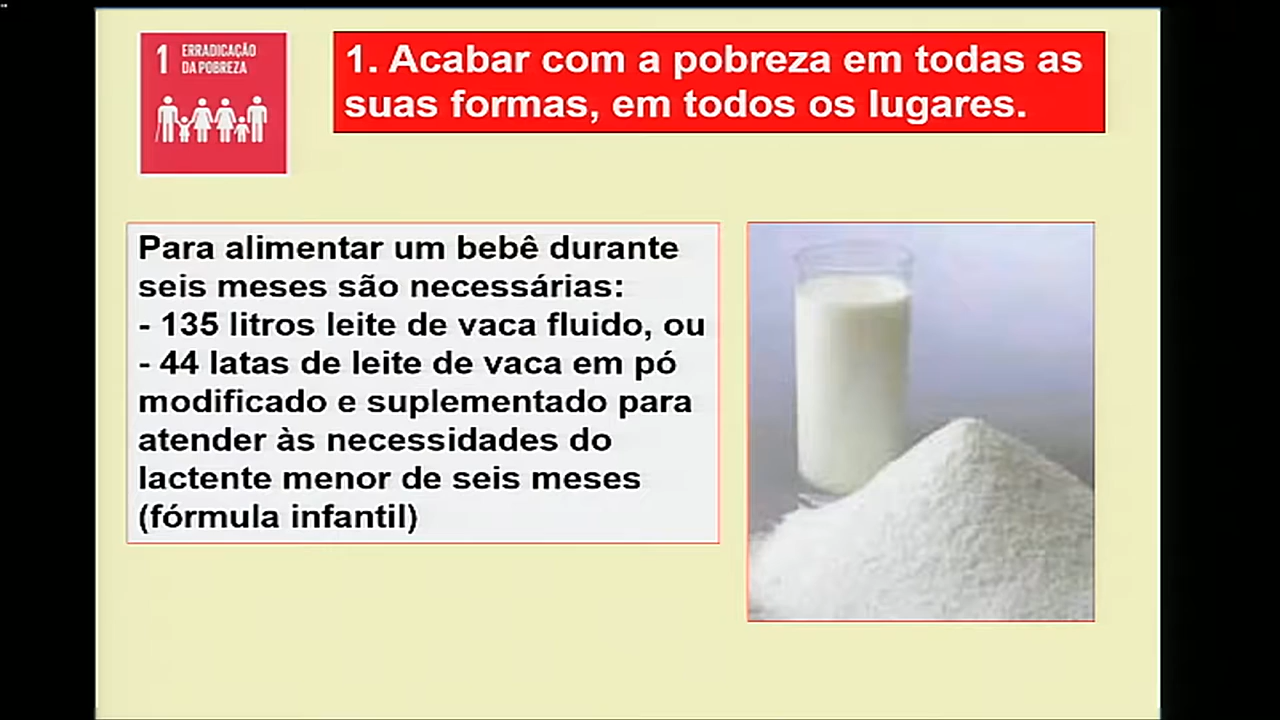 1 ERRADICAÇÃO
DA POBREZA
1. Acabar com a pobreza em todas as
suas formas, em todos os lugares.
Para alimentar um bebê durante
seis meses são necessárias:
- 135 litros leite de vaca fluido, ou
- 44 latas de leite de vaca em pó
modificado e suplementado para
atender às necessidades do
lactente menor de seis meses
(fórmula infantil)